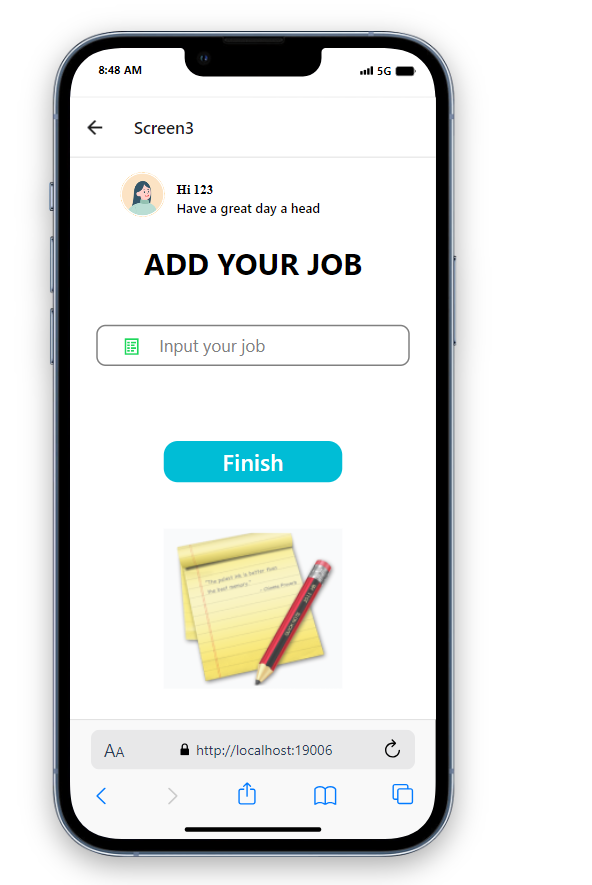 8:48 AM
5G
Screen3
Hi 123
Have a great day a head
ADD YOUR JOB
Input your job
Finish
"The palest ink is better than
the best memory."
--Chinese Proverb
AA
http://localhost:19006